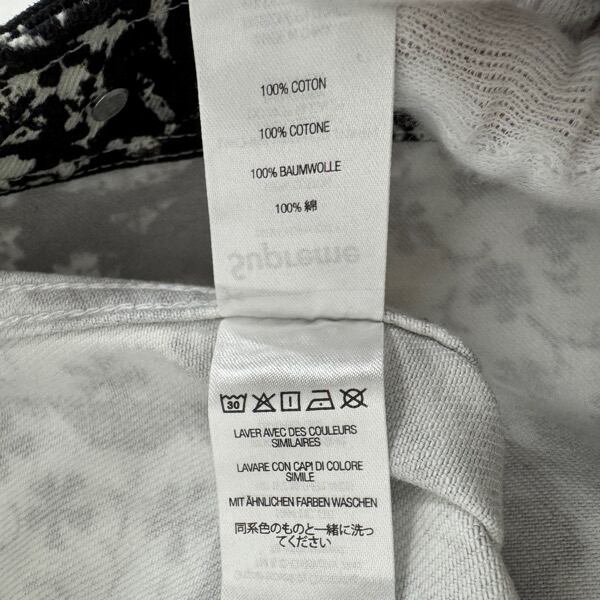 100% COTON
100% COTONE
100% BAUMWOLLE
100% 綿
Supreme
30
LAVER AVEC DES COULEURS
SIMILAIRES
LAVARE CON CAPI DI COLORE
SIMILE
MIT ÄHNLICHEN FARBEN WASCHEN
同系色のものと一緒に洗っ
てください